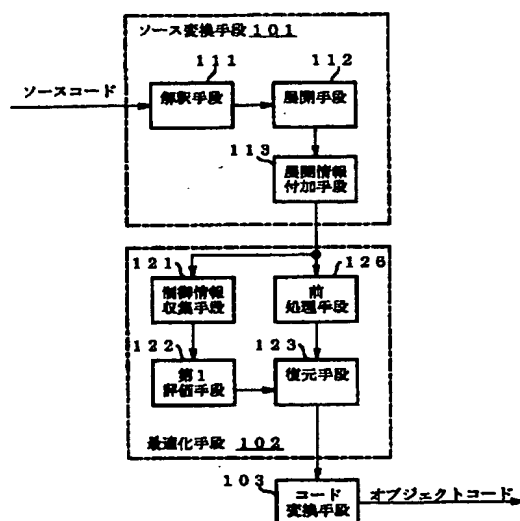 ソース変換手段 101
111
112
ソースコード
解釈手段
展開手段
113
展開情報
付加手段
121
126
制御情報
収集手段
前
処理手段
122
123
第1
評価手段
復元手段
最適化手段 102
103
コード
変換手段
オブジェクトコード